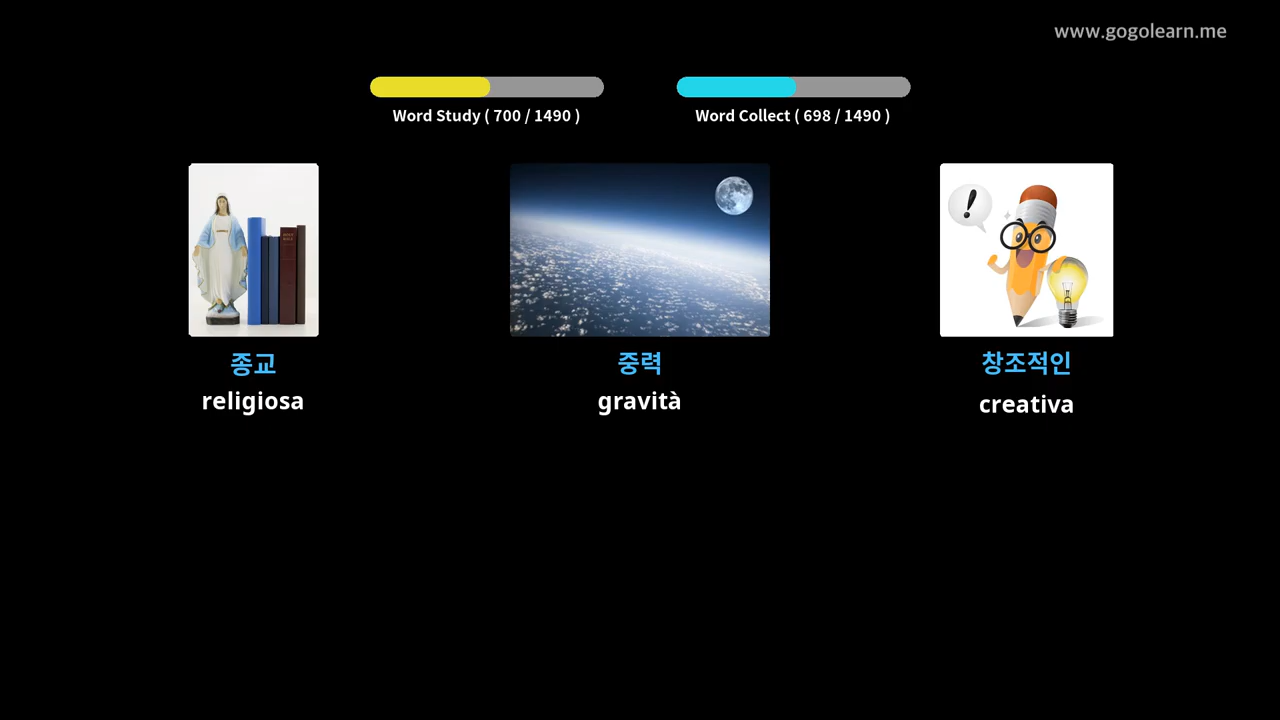 www.gogolearn.me
Word Study ( 700 / 1490 )
Word Collect ( 698 / 1490 )
종교
중력
창조적인
religiosa
gravità
creativa